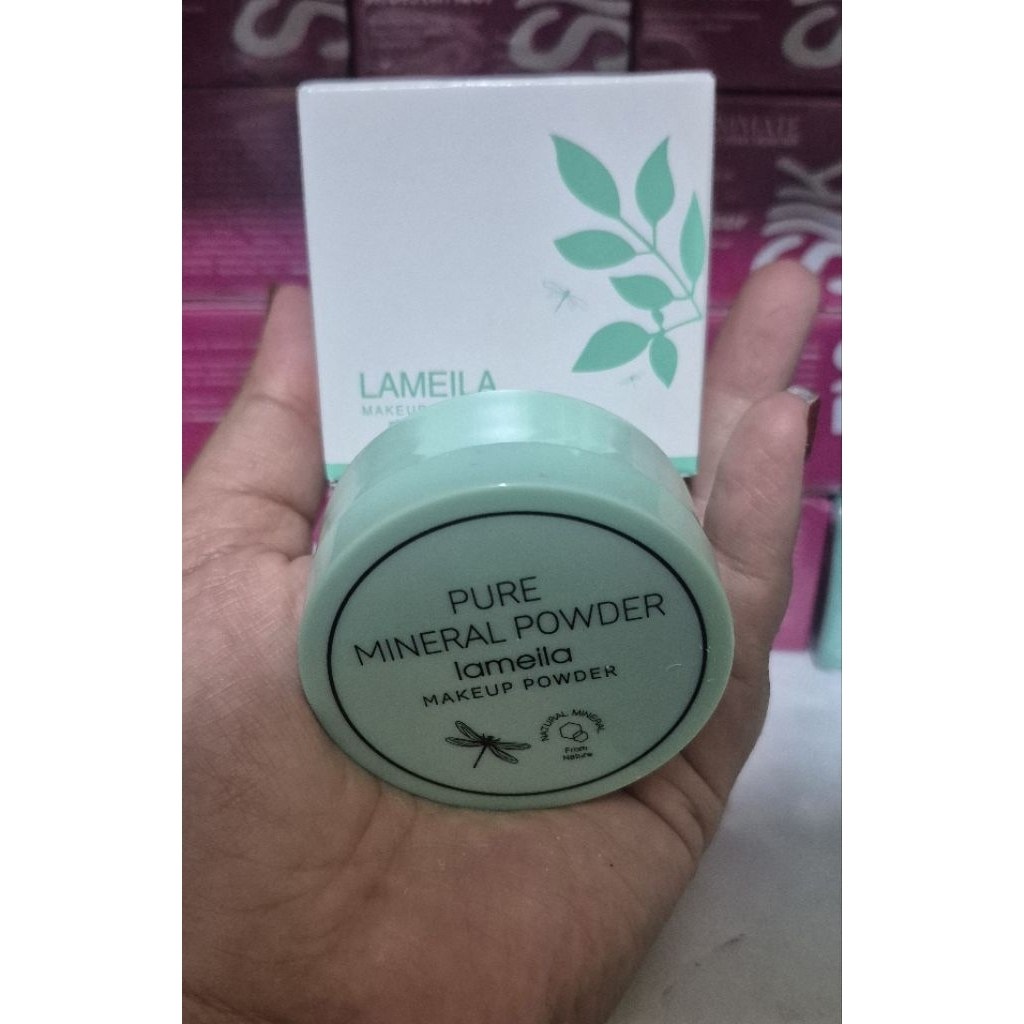 LAMEILA
MAKEUP
PURE
MINERAL POWDER
lameila
MAKEUP POWDER
NATURAL MINERAL
From
Nature